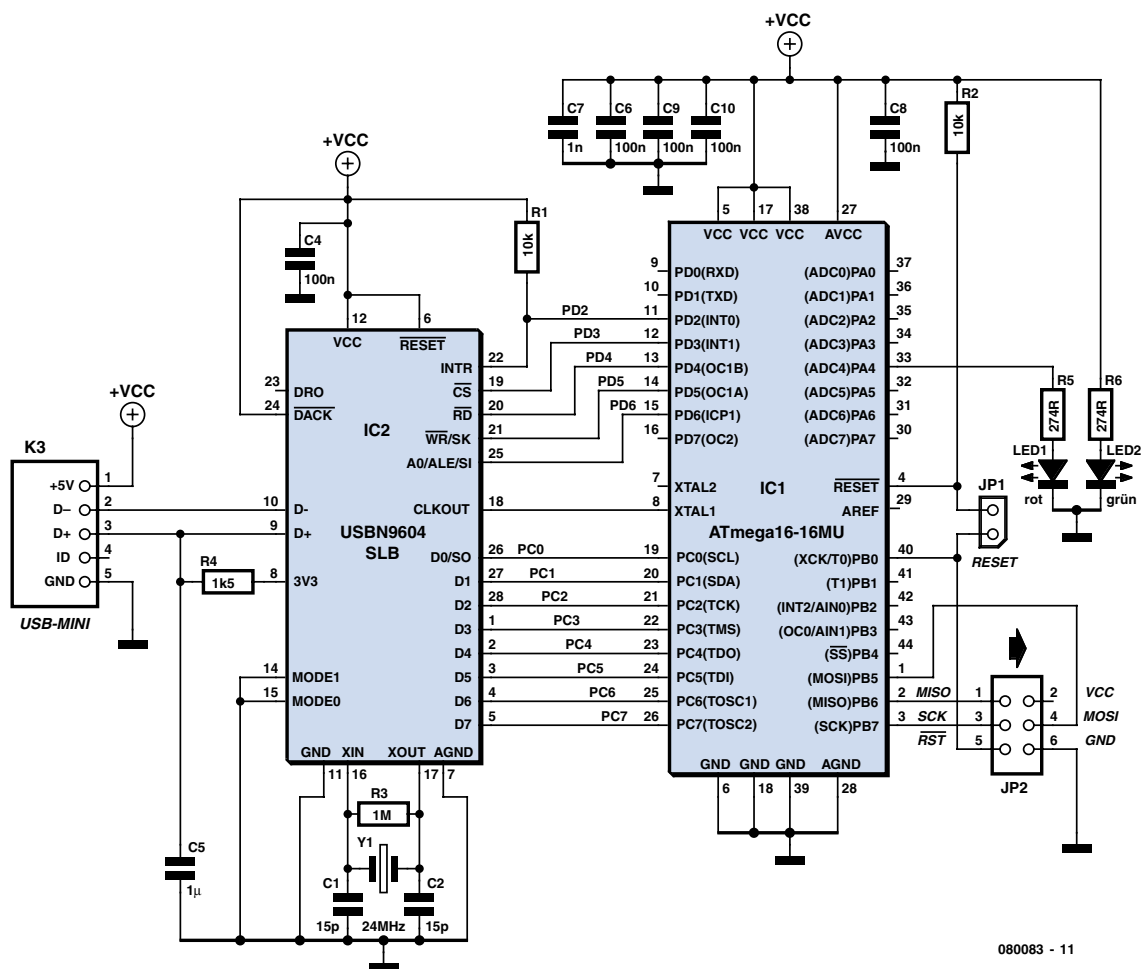 +VCC
C7
1n
C6
100n
C9
100n
C10
100n
C8
100n
R2
10k
+VCC
C4
100n
R1
10k
12
6
VCC
RESET
IC2
USBN9604
SLB
23
DRO
24
DACK
10
D-
9
D+
8
3V3
14
MODE1
15
MODE0
INTR
22
CS
19
RD
20
WR/SK
21
A0/ALE/SI
25
CLKOUT
18
D0/SO
26
D1
27
D2
28
D3
1
D4
2
D5
3
D6
4
D7
5
GND
XIN
XOUT
AGND
11
16
17
7
+VCC
K3
+5V
1
D–
2
D+
3
ID
4
GND
5
USB-MINI
R4
1k5
C5
1µ
R3
1M
Y1
24MHz
C1
15p
C2
15p
PD2
PD3
PD4
PD5
PD6
PC0
PC1
PC2
PC3
PC4
PC5
PC6
PC7
5
17
38
27
VCC
VCC
VCC
AVCC
9
PD0(RXD)
10
PD1(TXD)
11
PD2(INT0)
12
PD3(INT1)
13
PD4(OC1B)
14
PD5(OC1A)
15
PD6(ICP1)
16
PD7(OC2)
7
XTAL2
8
XTAL1
19
PC0(SCL)
20
PC1(SDA)
21
PC2(TCK)
22
PC3(TMS)
23
PC4(TDO)
24
PC5(TDI)
25
PC6(TOSC1)
26
PC7(TOSC2)
IC1
ATmega16-16MU
(ADC0)PA0
37
(ADC1)PA1
36
(ADC2)PA2
35
(ADC3)PA3
34
(ADC4)PA4
33
(ADC5)PA5
32
(ADC6)PA6
31
(ADC7)PA7
30
RESET
4
AREF
29
(XCK/T0)PB0
40
(T1)PB1
41
(INT2/AIN0)PB2
42
(OC0/AIN1)PB3
43
(SS)PB4
44
(MOSI)PB5
1
(MISO)PB6
2
(SCK)PB7
3
GND
GND
GND
AGND
6
18
39
28
R5
274R
R6
274R
LED1
rot
LED2
grün
JP1
RESET
MISO
1
2
VCC
SCK
3
4
MOSI
RST
5
6
GND
JP2
080083 - 11